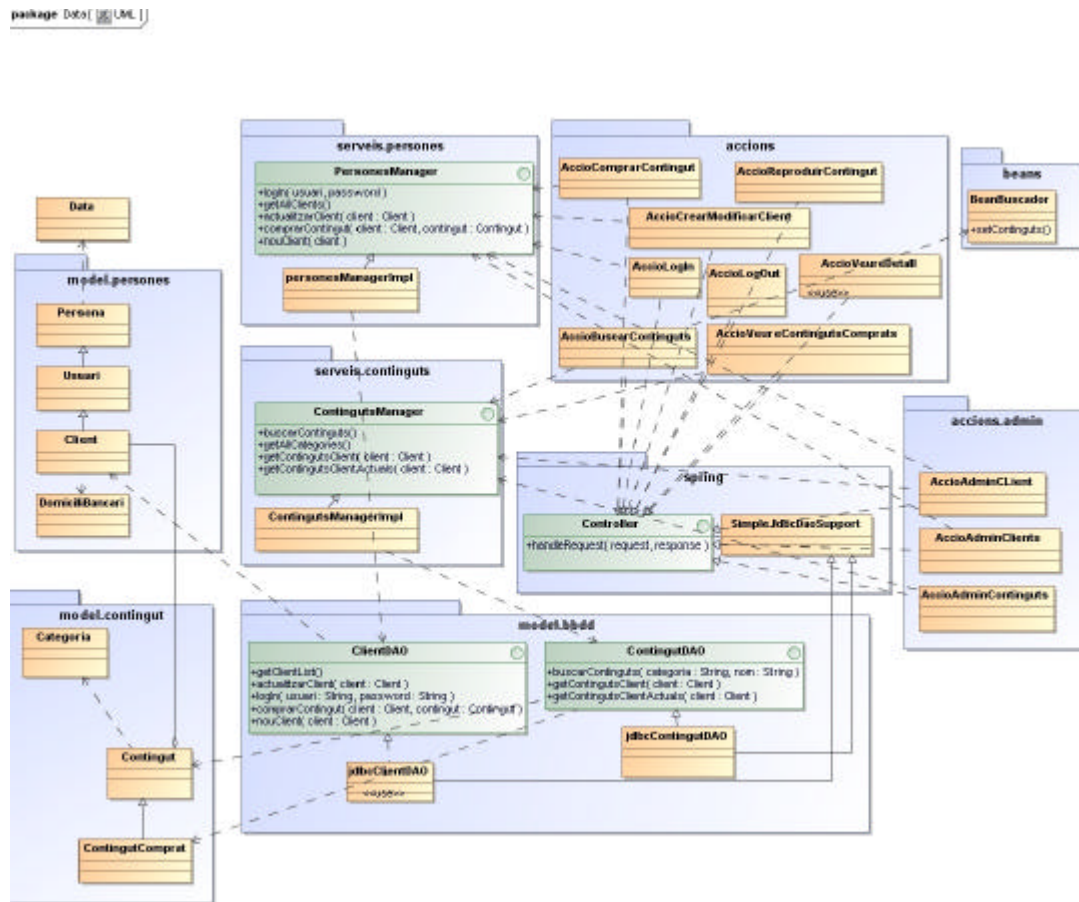 package Data[ UML ]
serveis.persones
PersonesManager
+login( usuari, password )
+getAllClients()
+actualitzarClient( client : Client )
+comprarContingut( client : Client, contingut : Contingut )
+nouClient( client )
personesManagerImpl
accions
AccioComprarContingut
AccioReproduirContingut
AccioCrearModificarClient
AccioLogIn
AccioLogOut
AccioVeureDetall
<<use>>
AccioBuscarContinguts
AccioVeureContingutsComprats
beans
BeanBuscador
+setContinguts()
Data
model.persones
Persona
Usuari
Client
DomiciliBancari
serveis.continguts
ContingutsManager
+buscarContinguts()
+getAllCategories()
+getContingutsClient( client : Client )
+getContingutsClientActuals( client : Client )
ContingutsManagerImpl
spring
Controller
+handleRequest( request, response )
SimpleJdbcDaoSupport
accions.admin
AccioAdminCLient
AccioAdminClients
AccioAdminContinguts
model.contingut
Categoria
Contingut
ContingutComprat
model.bbdd
ClientDAO
+getClientList()
+actualitzarClient( client : Client )
+login( usuari : String, password : String )
+comprarContingut( client : Client, contingut : Contingut )
+nouClient( client : Client )
jdbcClientDAO
<<use>>
ContingutDAO
+buscarContinguts( categoria : String, nom : String )
+getContingutsClient( client : Client )
+getContingutsClientActuals( client : Client )
jdbcContingutDAO